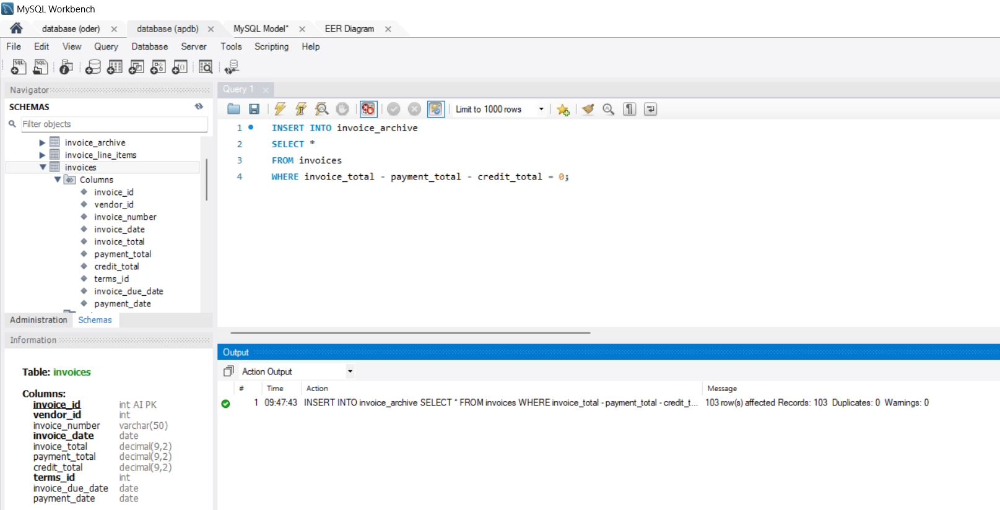 MySQL Workbench
database (oder) database (apdb) MySQL Model* EER Diagram
File Edit View Query Database Server Tools Scripting Help
SQL SQL
Navigator
SCHEMAS
Filter objects
invoice_archive
invoice_line_items
invoices
Columns
invoice_id
vendor_id
invoice_number
invoice_date
invoice_total
payment_total
credit_total
terms_id
invoice_due_date
payment_date
Administration Schemas
Information
Table: invoices
Columns:
invoice_id int AI PK
vendor_id int
invoice_number varchar(50)
invoice_date date
invoice_total decimal(9,2)
payment_total decimal(9,2)
credit_total decimal(9,2)
terms_id int
invoice_due_date date
payment_date date
Query 1
Limit to 1000 rows
1 INSERT INTO invoice_archive
2 SELECT *
3 FROM invoices
4 WHERE invoice_total - payment_total - credit_total = 0;
Output
Action Output
# Time Action Message
1 09:47:43 INSERT INTO invoice_archive SELECT * FROM invoices WHERE invoice_total - payment_total - credit_t... 103 row(s) affected Records: 103 Duplicates: 0 Warnings: 0